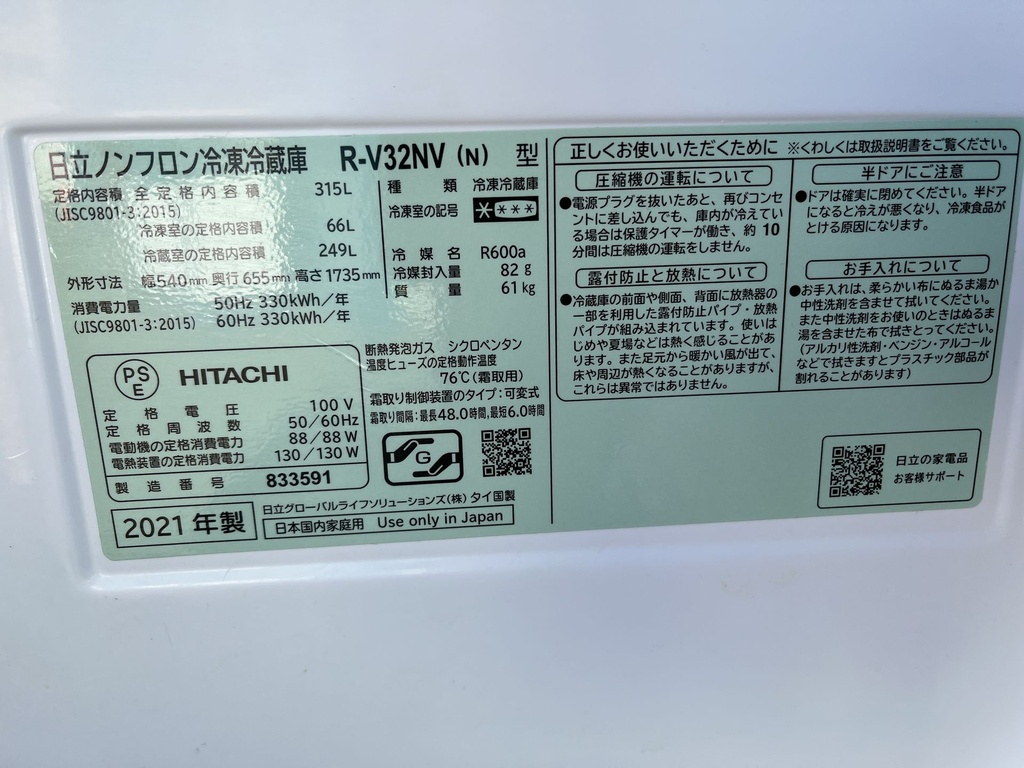 日立ノンフロン冷凍冷蔵庫 R-V32NV (N) 型
定格内容積 全定格内容積 315L
(JISC9801-3:2015)
冷凍室の定格内容積 66L
冷蔵室の定格内容積 249L
外形寸法 幅540mm 奥行655mm 高さ1735mm
消費電力量 50Hz 330kWh/年
(JISC9801-3:2015) 60Hz 330kWh/年
種類 冷凍冷蔵庫
冷凍室の記号 ****
冷媒名 R600a
冷媒封入量 82g
質量 61kg
PSE HITACHI
定格電圧 100V
定格周波数 50/60Hz
電動機の定格消費電力 88/88W
電熱装置の定格消費電力 130/130W
製造番号 833591
断熱発泡ガス シクロペンタン
温度ヒューズの定格動作温度
76℃(霜取用)
霜取り制御装置のタイプ:可変式
霜取り間隔:最長48.0時間,最短6.0時間
G
2021年製
日立グローバルライフソリューションズ(株) タイ国製
日本国内家庭用 Use only in Japan
正しくお使いいただくために ※くわしくは取扱説明書をご覧ください。
圧縮機の運転について
●電源プラグを抜いたあと、再びコンセ
ントに差し込んでも、庫内が冷えてい
る場合は保護タイマーが働き、約10
分間は圧縮機の運転をしません。
露付防止と放熱について
●冷蔵庫の前面や側面、背面に放熱器の
一部を利用した露付防止パイプ・放熱
パイプが組み込まれています。使いは
じめや夏場などは熱く感じることがあ
ります。また足元から暖かい風が出て、
床や周辺が熱くなることがありますが、
これらは異常ではありません。
半ドアにご注意
●ドアは確実に閉めてください。半ドア
になると冷えが悪くなり、冷凍食品が
とける原因になります。
お手入れについて
●お手入れは、柔らかい布にぬるま湯か
中性洗剤を含ませて拭いてください。
また中性洗剤をお使いのときはぬるま
湯を含ませた布で拭きとってください。
(アルカリ性洗剤・ベンジン・アルコール
などで拭きますとプラスチック部品が
割れることがあります)
日立の家電品
お客様サポート